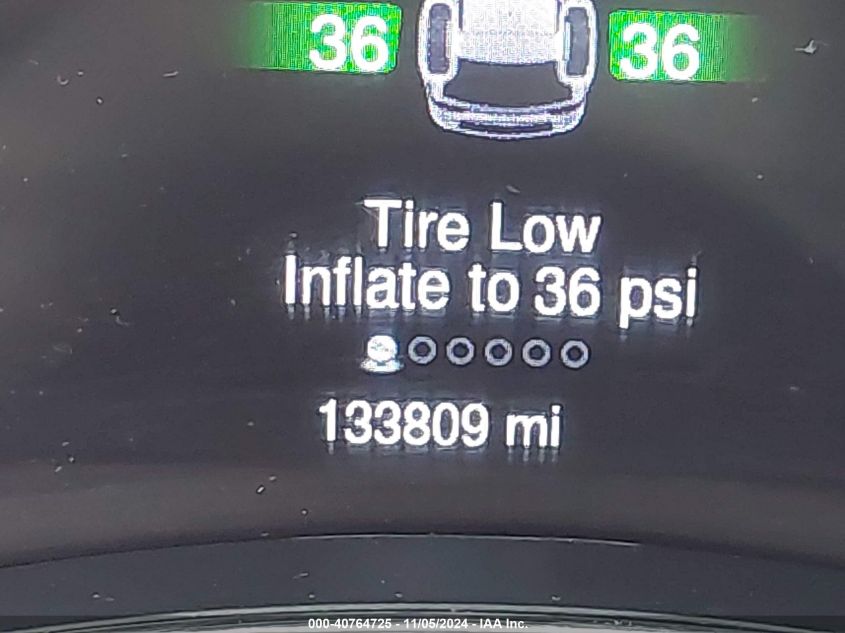 36 36
Tire Low
Inflate to 36 psi
133809 mi
000-40764725 - 11/05/2024 - IAA Inc.